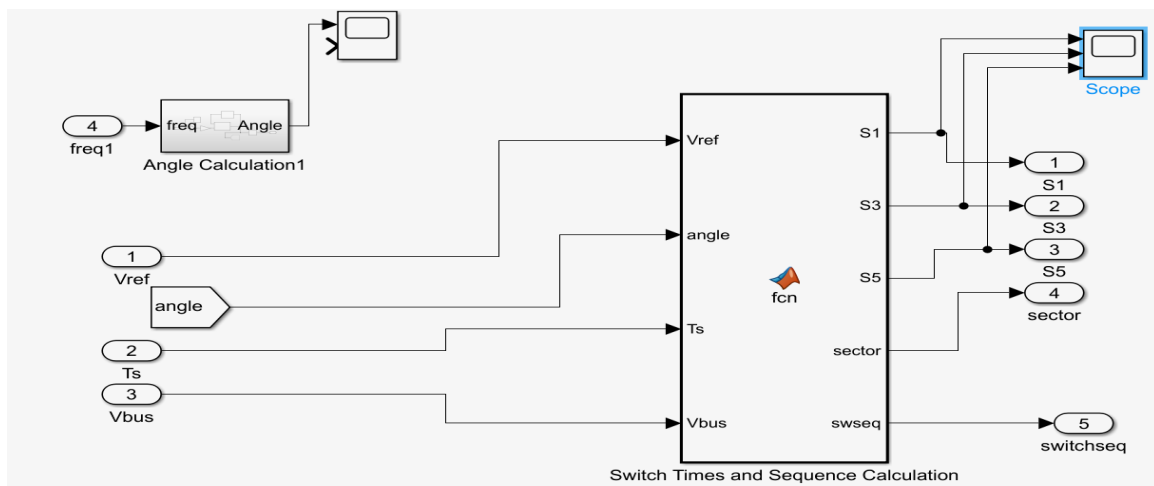 4
freq1
freq
Angle
Angle Calculation1
Scope
1
Vref
angle
2
Ts
3
Vbus
Vref
angle
Ts
Vbus
fcn
S1
S3
S5
sector
swseq
Switch Times and Sequence Calculation
1
S1
2
S3
3
S5
4
sector
5
switchseq